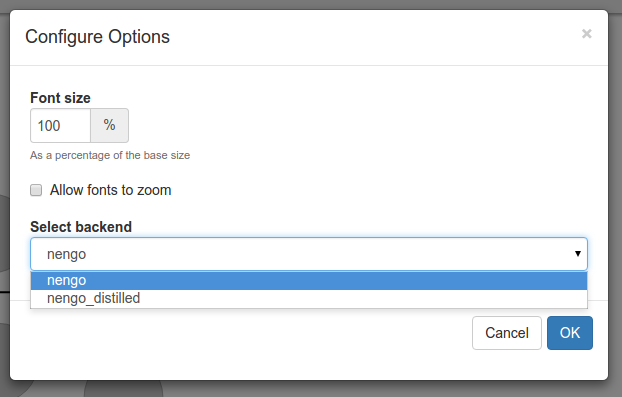 Configure Options
×
Font size
100 %
As a percentage of the base size
Allow fonts to zoom
Select backend
nengo
nengo
nengo_distilled
Cancel OK